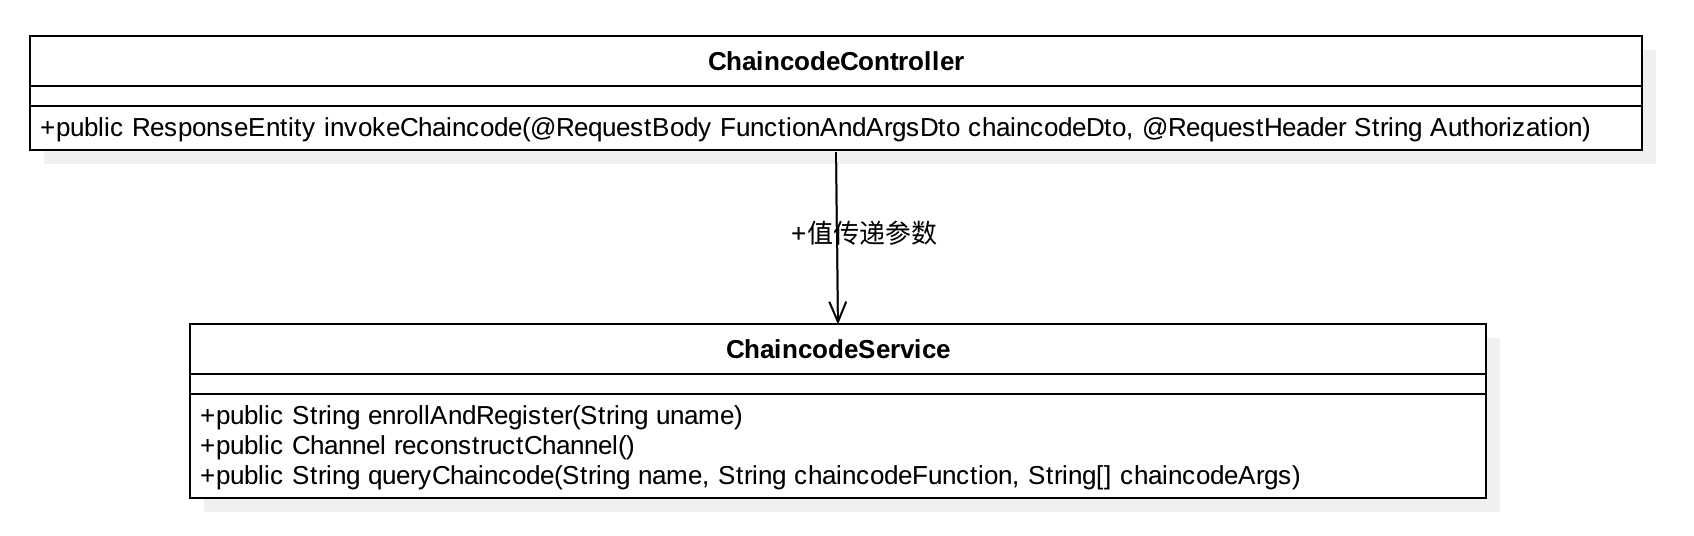 ChaincodeController
+public ResponseEntity invokeChaincode(@RequestBody FunctionAndArgsDto chaincodeDto, @RequestHeader String Authorization)
+值传递参数
ChaincodeService
+public String enrollAndRegister(String uname)
+public Channel reconstructChannel()
+public String queryChaincode(String name, String chaincodeFunction, String[] chaincodeArgs)